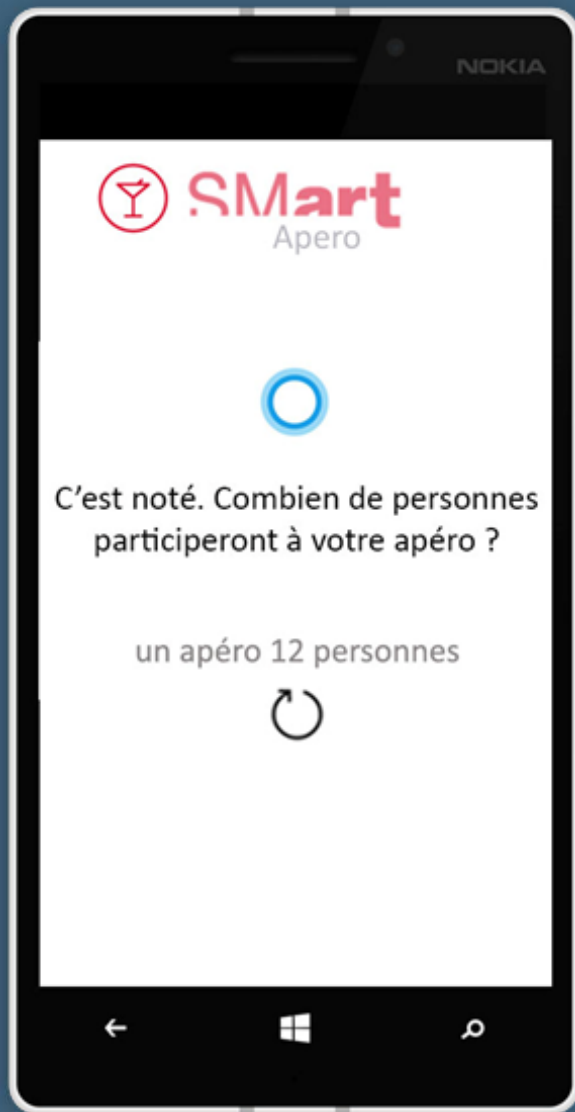 NOKIA
SMart
Apero
C'est noté. Combien de personnes
participeront à votre apéro ?
un apéro 12 personnes